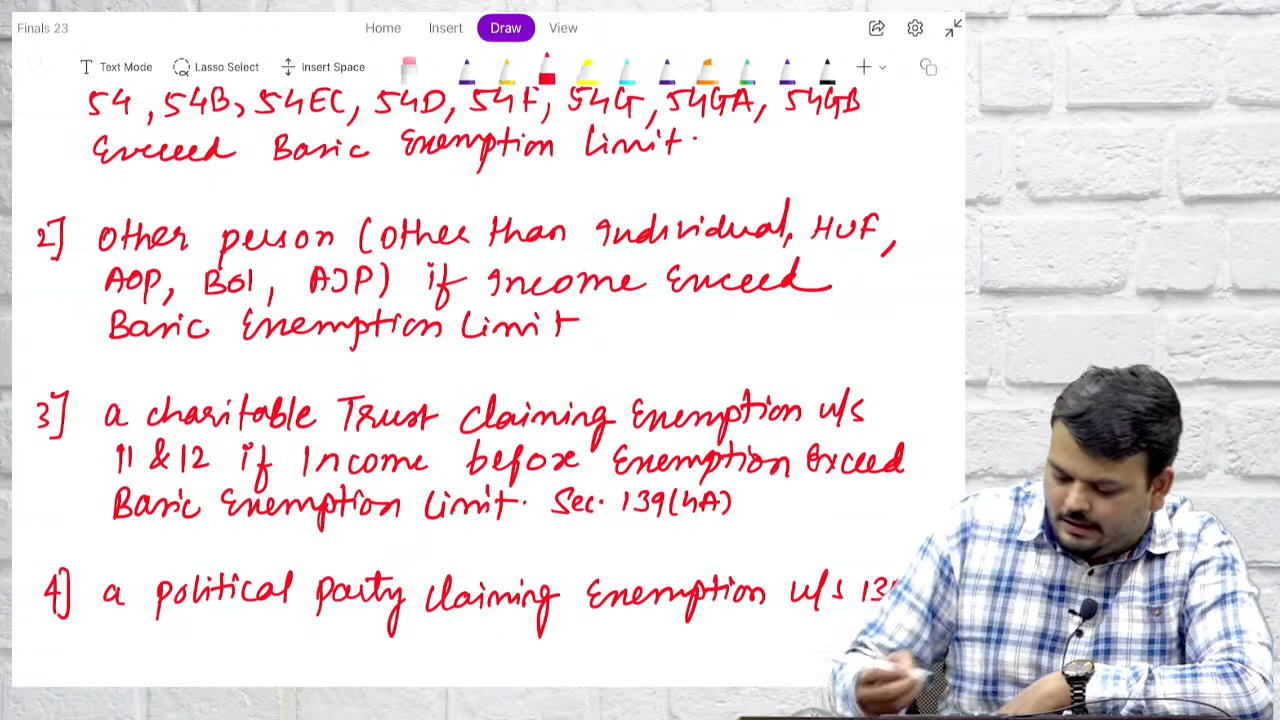 Finals 23
Home Insert Draw View
Text Mode Lasso Select Insert Space
54, 54B, 54EC, 54D, 54F, 54G, 54GA, 54GB
Exceed Basic Exemption Limit.
2] other person (other than individual, HUF,
AOP, BOI, AJP) if income Exceed
Basic Exemption Limit
3] a charitable Trust claiming Exemption u/s
11 & 12 if Income before Exemption Exceed
Basic Exemption Limit. Sec. 139(4A)
4] a political party claiming Exemption u/s 13